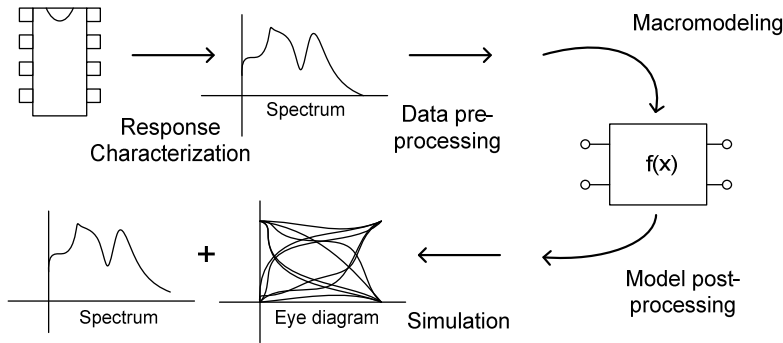 Macromodeling
Spectrum
Response
Characterization
Data pre-
processing
f(x)
Model post-
processing
Simulation
Spectrum
+
Eye diagram